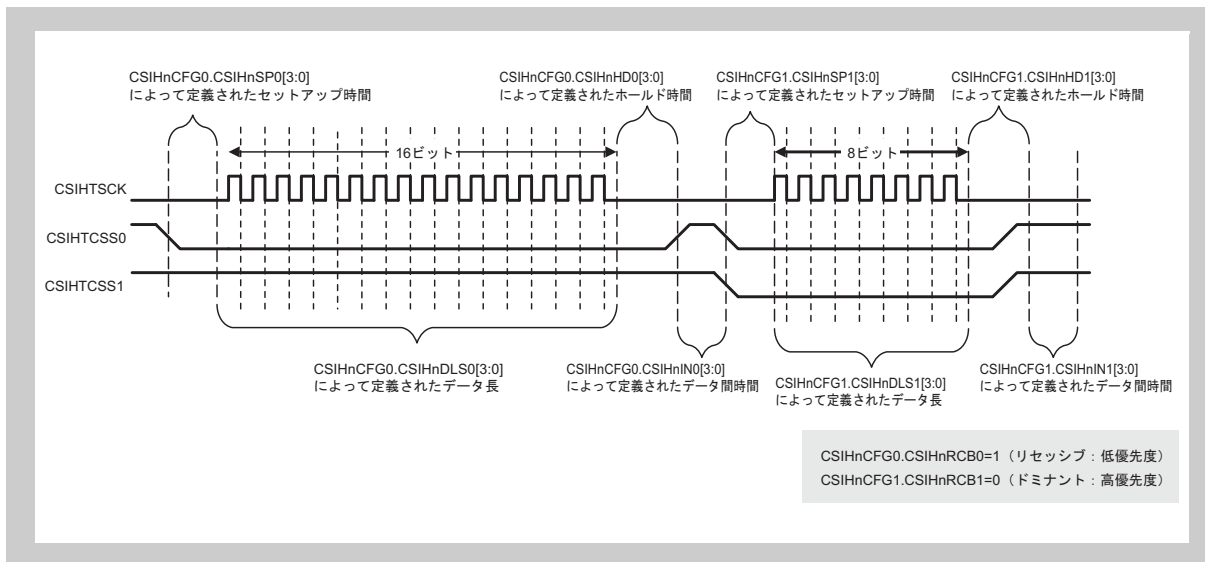 CSIHnCFG0.CSIHnSP0[3:0]
によって定義されたセットアップ時間
CSIHnCFG0.CSIHnHD0[3:0]
によって定義されたホールド時間
CSIHnCFG1.CSIHnSP1[3:0]
によって定義されたセットアップ時間
CSIHnCFG1.CSIHnHD1[3:0]
によって定義されたホールド時間
16ビット
8ビット
CSIHTSCK
CSIHTCSS0
CSIHTCSS1
CSIHnCFG0.CSIHnDLS0[3:0]
によって定義されたデータ長
CSIHnCFG0.CSIHnIN0[3:0]
によって定義されたデータ間時間
CSIHnCFG1.CSIHnDLS1[3:0]
によって定義されたデータ長
CSIHnCFG1.CSIHnIN1[3:0]
によって定義されたデータ間時間
CSIHnCFG0.CSIHnRCB0=1（リセッシブ：低優先度）
CSIHnCFG1.CSIHnRCB1=0（ドミナント：高優先度）